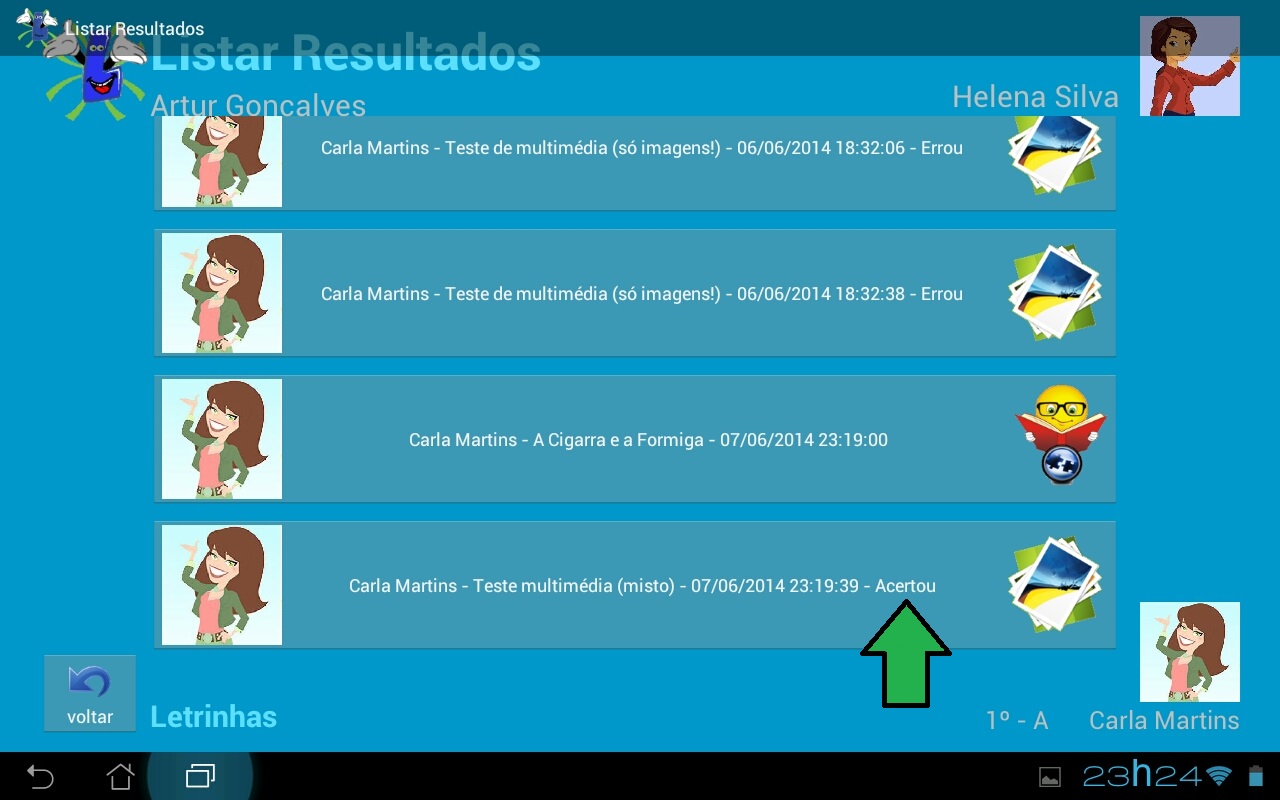 Listar Resultados
Listar Resultados
Artur Goncalves
Helena Silva
Carla Martins - Teste de multimédia (só imagens!) - 06/06/2014 18:32:06 - Errou
Carla Martins - Teste de multimédia (só imagens!) - 06/06/2014 18:32:38 - Errou
Carla Martins - A Cigarra e a Formiga - 07/06/2014 23:19:00
Carla Martins - Teste multimédia (misto) - 07/06/2014 23:19:39 - Acertou
voltar
Letrinhas
1º - A
Carla Martins
23h24